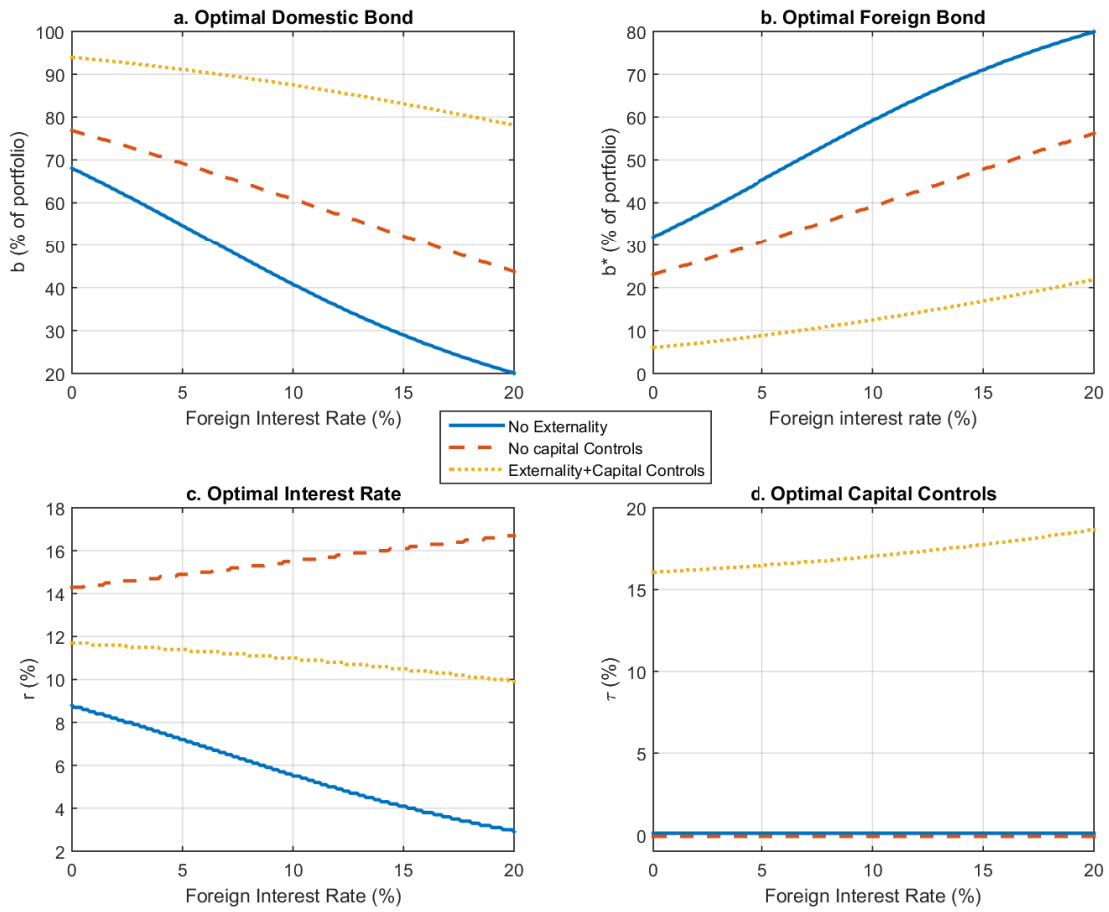 a. Optimal Domestic Bond
100
90
80
70
60
50
40
30
20
b (% of portfolio)
0 5 10 15 20
Foreign Interest Rate (%)
b. Optimal Foreign Bond
80
70
60
50
40
30
20
10
0
b* (% of portfolio)
0 5 10 15 20
Foreign interest rate (%)
No Externality
No capital Controls
Externality+Capital Controls
c. Optimal Interest Rate
18
16
14
12
10
8
6
4
2
r (%)
0 5 10 15 20
Foreign Interest Rate (%)
d. Optimal Capital Controls
20
15
10
5
0
τ (%)
0 5 10 15 20
Foreign Interest Rate (%)